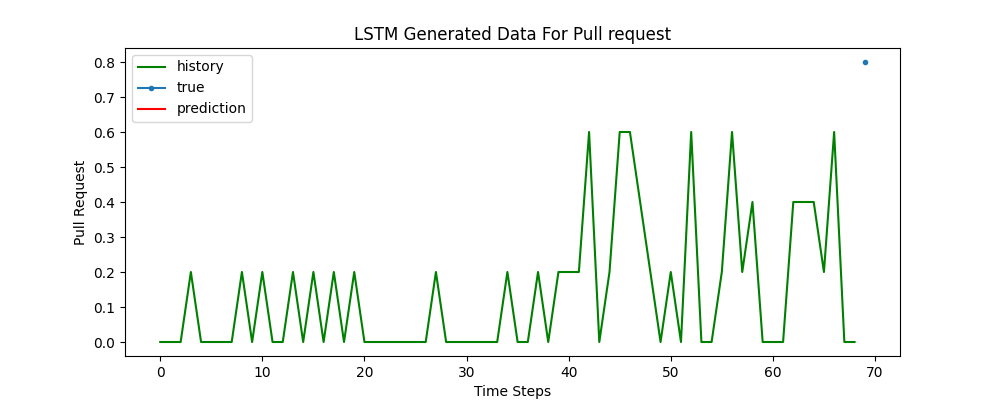 LSTM Generated Data For Pull request
history
true
prediction
0.8
0.7
0.6
0.5
0.4
0.3
0.2
0.1
0.0
Pull Request
0 10 20 30 40 50 60 70
Time Steps